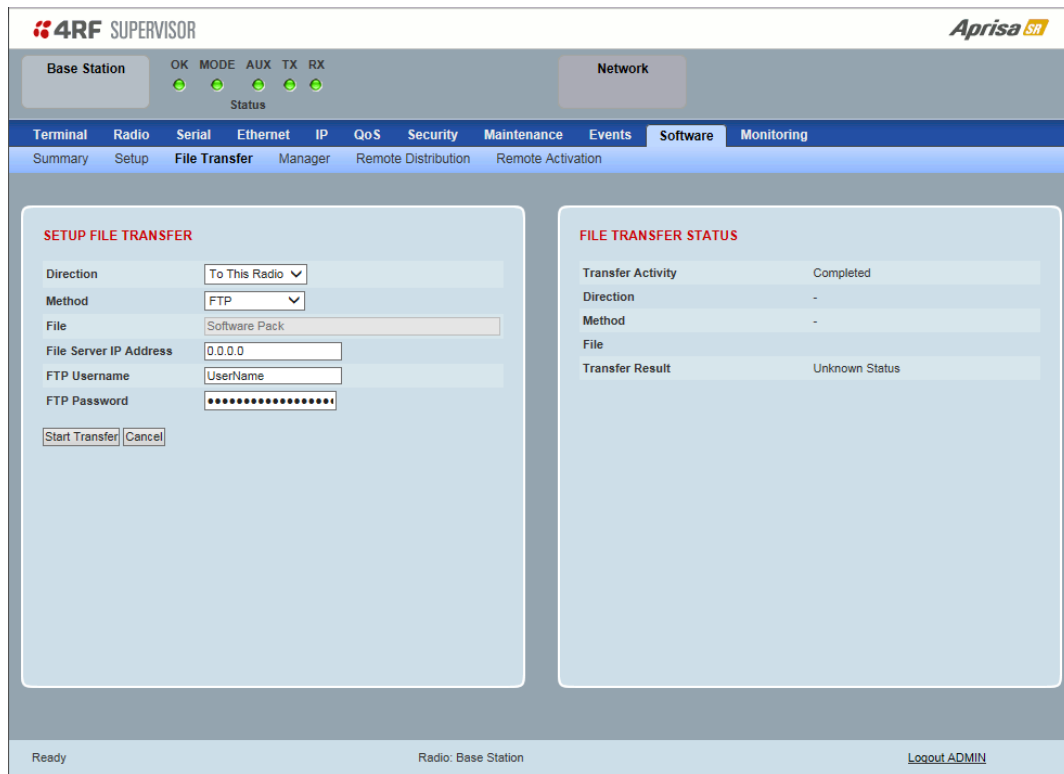 4RF SUPERVISOR
Aprisa SR
Base Station
OK MODE AUX TX RX
Status
Network
Terminal Radio Serial Ethernet IP QoS Security Maintenance Events Software Monitoring
Summary Setup File Transfer Manager Remote Distribution Remote Activation
SETUP FILE TRANSFER
Direction To This Radio
Method FTP
File Software Pack
File Server IP Address 0.0.0.0
FTP Username UserName
FTP Password ••••••••••••••••••
Start Transfer Cancel
FILE TRANSFER STATUS
Transfer Activity Completed
Direction -
Method -
File
Transfer Result Unknown Status
Ready Radio: Base Station Logout ADMIN